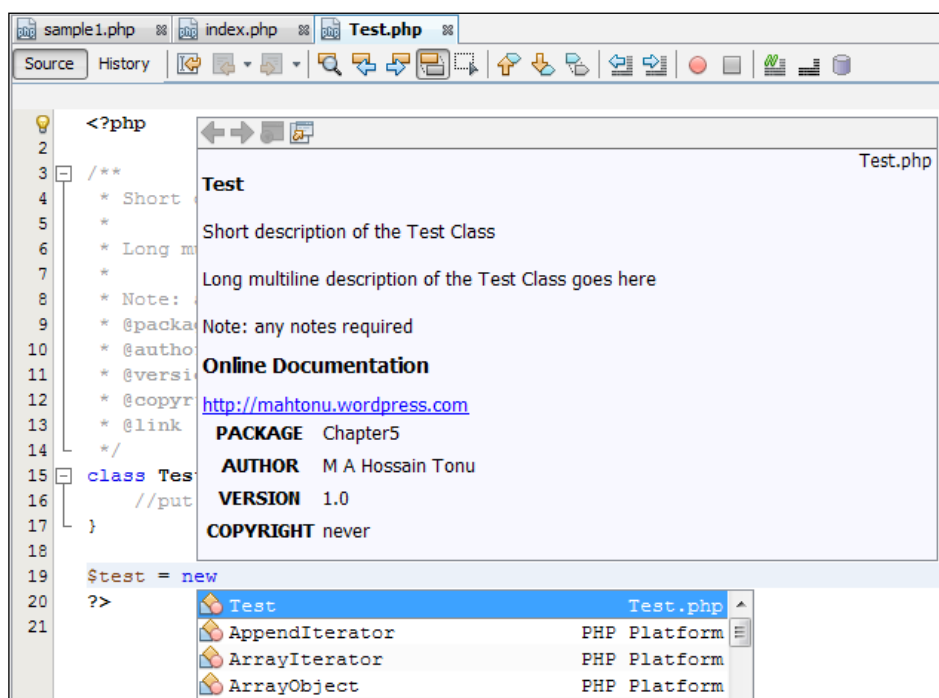 sample1.php index.php Test.php
Source History
<?php
2
3 /**
4 * Short
5 *
6 * Long mu
7 *
8 * Note:
9 * @packa
10 * @autho
11 * @versi
12 * @copyr
13 * @link
14 */
15 class Tes
16 //put
17 }
18
19 $test = new
20 ?>
21
Test.php
Test
Short description of the Test Class
Long multiline description of the Test Class goes here
Note: any notes required
Online Documentation
http://mahtonu.wordpress.com
PACKAGE Chapter5
AUTHOR M A Hossain Tonu
VERSION 1.0
COPYRIGHT never
Test Test.php
AppendIterator PHP Platform
ArrayIterator PHP Platform
ArrayObject PHP Platform